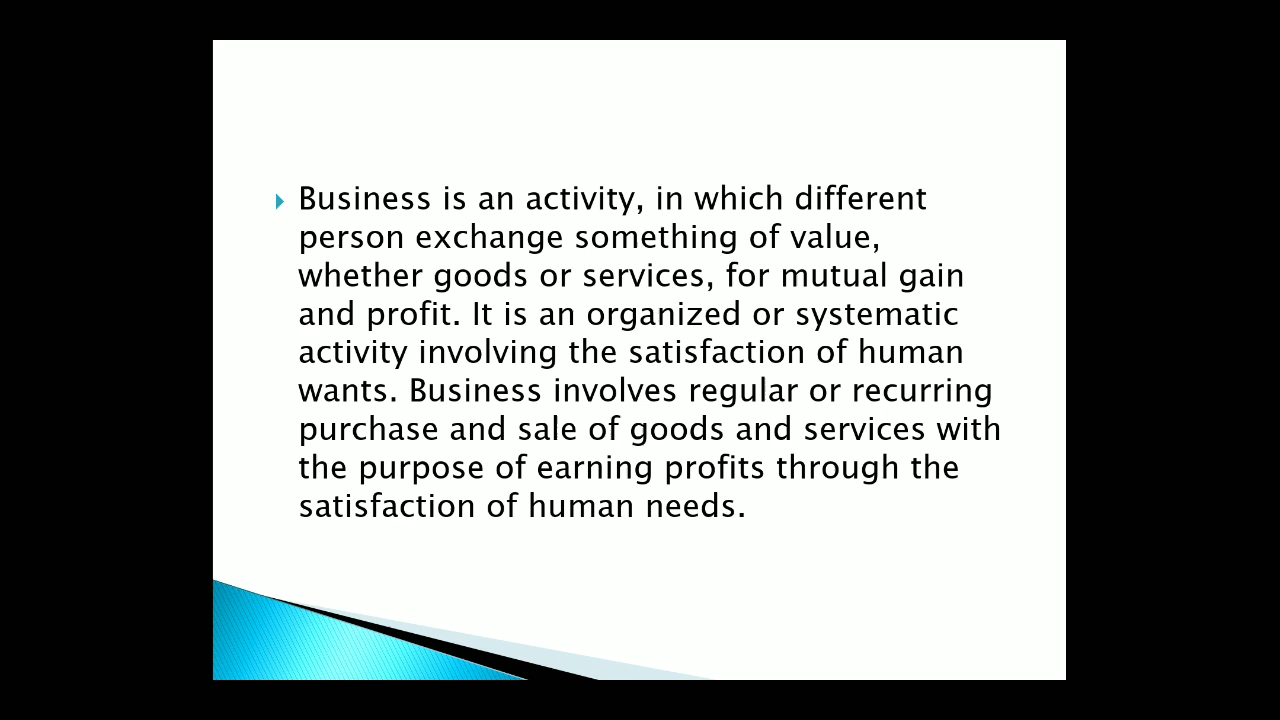 Business is an activity, in which different
person exchange something of value,
whether goods or services, for mutual gain
and profit. It is an organized or systematic
activity involving the satisfaction of human
wants. Business involves regular or recurring
purchase and sale of goods and services with
the purpose of earning profits through the
satisfaction of human needs.